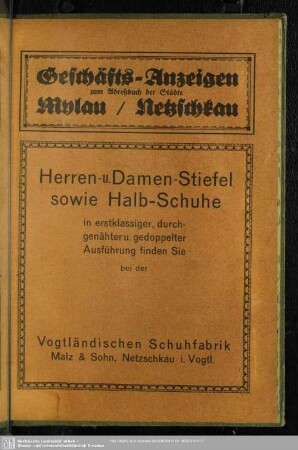 Geschäfts-Anzeigen
zum Adreßbuch der Städte
Mylau / Netzschkau
Herren- u. Damen-Stiefel
sowie Halb-Schuhe
in erstklassiger, durch-
genähter u. gedoppelter
Ausführung finden Sie
bei der
Vogtländischen Schuhfabrik
Malz & Sohn, Netzschkau i. Vogtl.